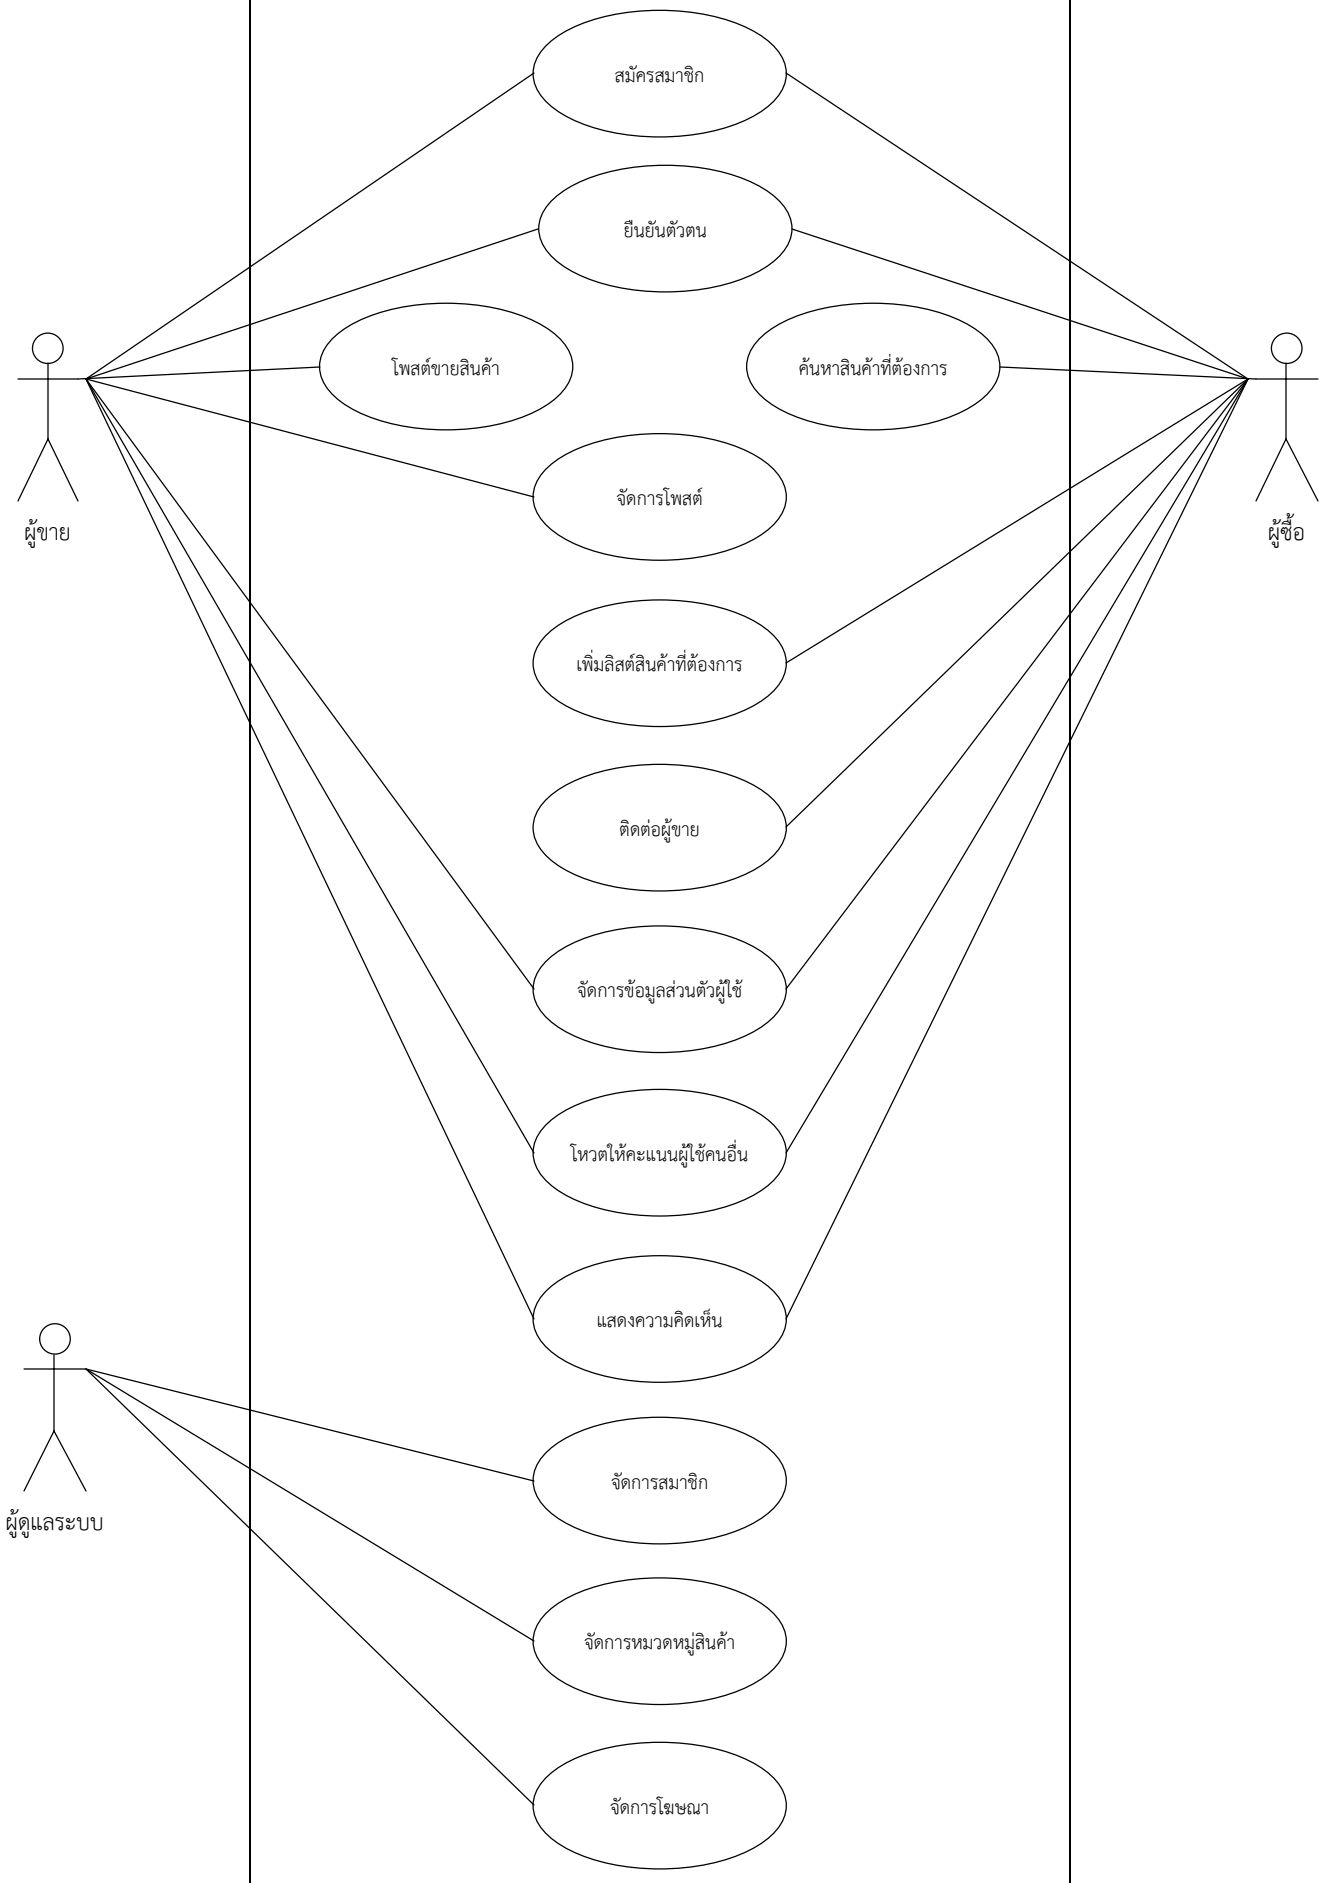 สมัครสมาชิก
ยืนยันตัวตน
โพสต์ขายสินค้า
ค้นหาสินค้าที่ต้องการ
จัดการโพสต์
ผู้ขาย
ผู้ซื้อ
เพิ่มลิสต์สินค้าที่ต้องการ
ติดต่อผู้ขาย
จัดการข้อมูลส่วนตัวผู้ใช้
โหวตให้คะแนนผู้ใช้คนอื่น
แสดงความคิดเห็น
จัดการสมาชิก
ผู้ดูแลระบบ
จัดการหมวดหมู่สินค้า
จัดการโฆษณา